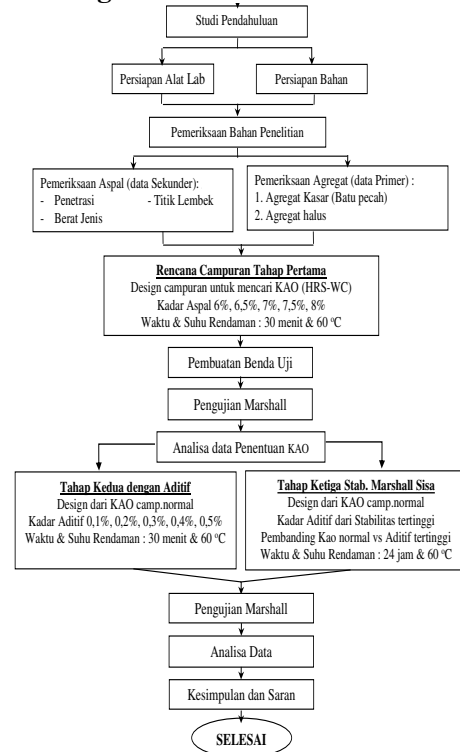 Studi Pendahuluan
Persiapan Alat Lab
Persiapan Bahan
Pemeriksaan Bahan Penelitian
Pemeriksaan Aspal (data Sekunder):
- Penetrasi - Titik Lembek
- Berat Jenis
Pemeriksaan Agregat (data Primer) :
1. Agregat Kasar (Batu pecah)
2. Agregat halus
Rencana Campuran Tahap Pertama
Design campuran untuk mencari KAO (HRS-WC)
Kadar Aspal 6%, 6,5%, 7%, 7,5%, 8%
Waktu & Suhu Rendaman : 30 menit & 60 °C
Pembuatan Benda Uji
Pengujian Marshall
Analisa data Penentuan KAO
Tahap Kedua dengan Aditif
Design dari KAO camp.normal
Kadar Aditif 0,1%, 0,2%, 0,3%, 0,4%, 0,5%
Waktu & Suhu Rendaman : 30 menit & 60 °C
Tahap Ketiga Stab. Marshall Sisa
Design dari KAO camp.normal
Kadar Aditif dari Stabilitas tertinggi
Pembanding Kao normal vs Aditif tertinggi
Waktu & Suhu Rendaman : 24 jam & 60 °C
Pengujian Marshall
Analisa Data
Kesimpulan dan Saran
SELESAI